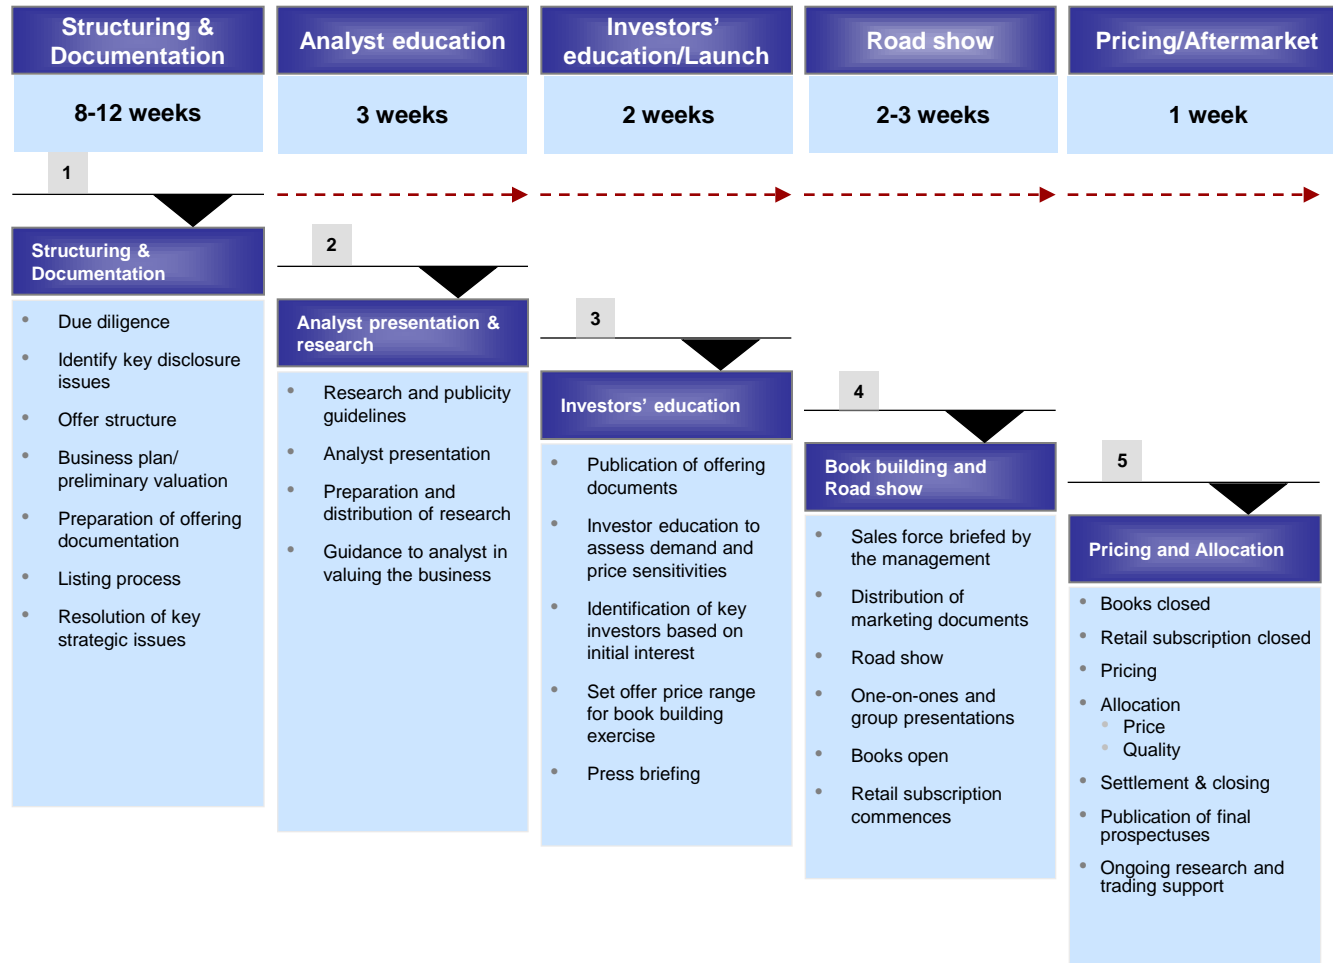 Structuring &
Documentation
Analyst education
Investors'
education/Launch
Road show
Pricing/Aftermarket
8-12 weeks
3 weeks
2 weeks
2-3 weeks
1 week
1
Structuring &
Documentation
• Due diligence
• Identify key disclosure
issues
• Offer structure
• Business plan/
preliminary valuation
• Preparation of offering
documentation
• Listing process
• Resolution of key
strategic issues
2
Analyst presentation &
research
• Research and publicity
guidelines
• Analyst presentation
• Preparation and
distribution of research
• Guidance to analyst in
valuing the business
3
Investors' education
• Publication of offering
documents
• Investor education to
assess demand and
price sensitivities
• Identification of key
investors based on
initial interest
• Set offer price range
for book building
exercise
• Press briefing
4
Book building and
Road show
• Sales force briefed by
the management
• Distribution of
marketing documents
• Road show
• One-on-ones and
group presentations
• Books open
• Retail subscription
commences
5
Pricing and Allocation
• Books closed
• Retail subscription closed
• Pricing
• Allocation
• Price
• Quality
• Settlement & closing
• Publication of final
prospectuses
• Ongoing research and
trading support